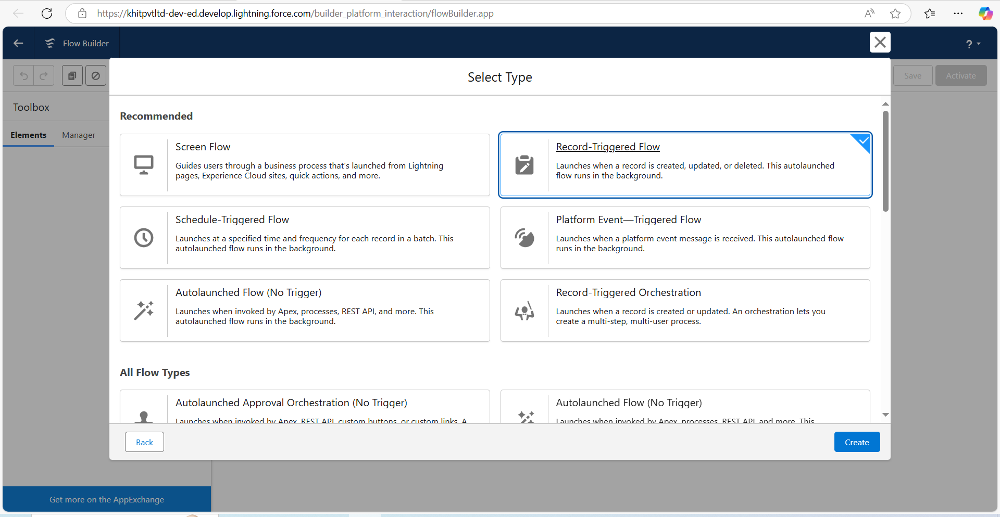 https://khitpvtltd-dev-ed.develop.lightning.force.com/builder_platform_interaction/flowBuilder.app
Flow Builder
?
Select Type
Save
Activate
Toolbox
Elements
Manager
Recommended
Screen Flow
Guides users through a business process that's launched from Lightning
pages, Experience Cloud sites, quick actions, and more.
Record-Triggered Flow
Launches when a record is created, updated, or deleted. This autolaunched
flow runs in the background.
Schedule-Triggered Flow
Launches at a specified time and frequency for each record in a batch. This
autolaunched flow runs in the background.
Platform Event—Triggered Flow
Launches when a platform event message is received. This autolaunched flow
runs in the background.
Autolaunched Flow (No Trigger)
Launches when invoked by Apex, processes, REST API, and more. This
autolaunched flow runs in the background.
Record-Triggered Orchestration
Launches when a record is created or updated. An orchestration lets you
create a multi-step, multi-user process.
All Flow Types
Autolaunched Approval Orchestration (No Trigger)
Launches when invoked by Apex, REST API, custom buttons, or custom links. A
Autolaunched Flow (No Trigger)
Launches when invoked by Apex, processes, REST API, and more. This
Back
Create
Get more on the AppExchange